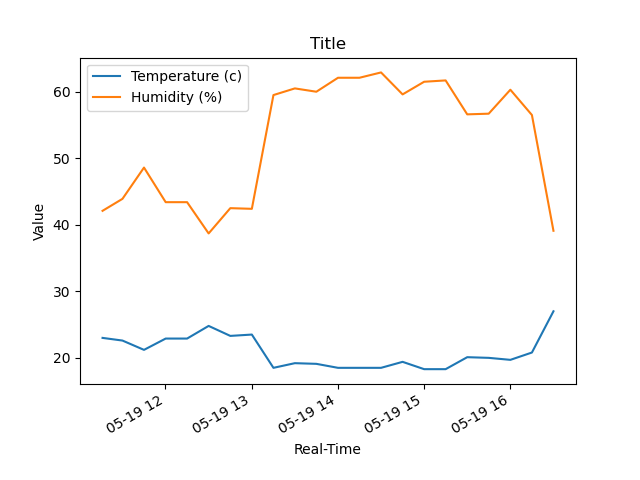 Title
Temperature (c)
Humidity (%)
60
50
40
30
20
Value
05-19 12
05-19 13
05-19 14
05-19 15
05-19 16
Real-Time